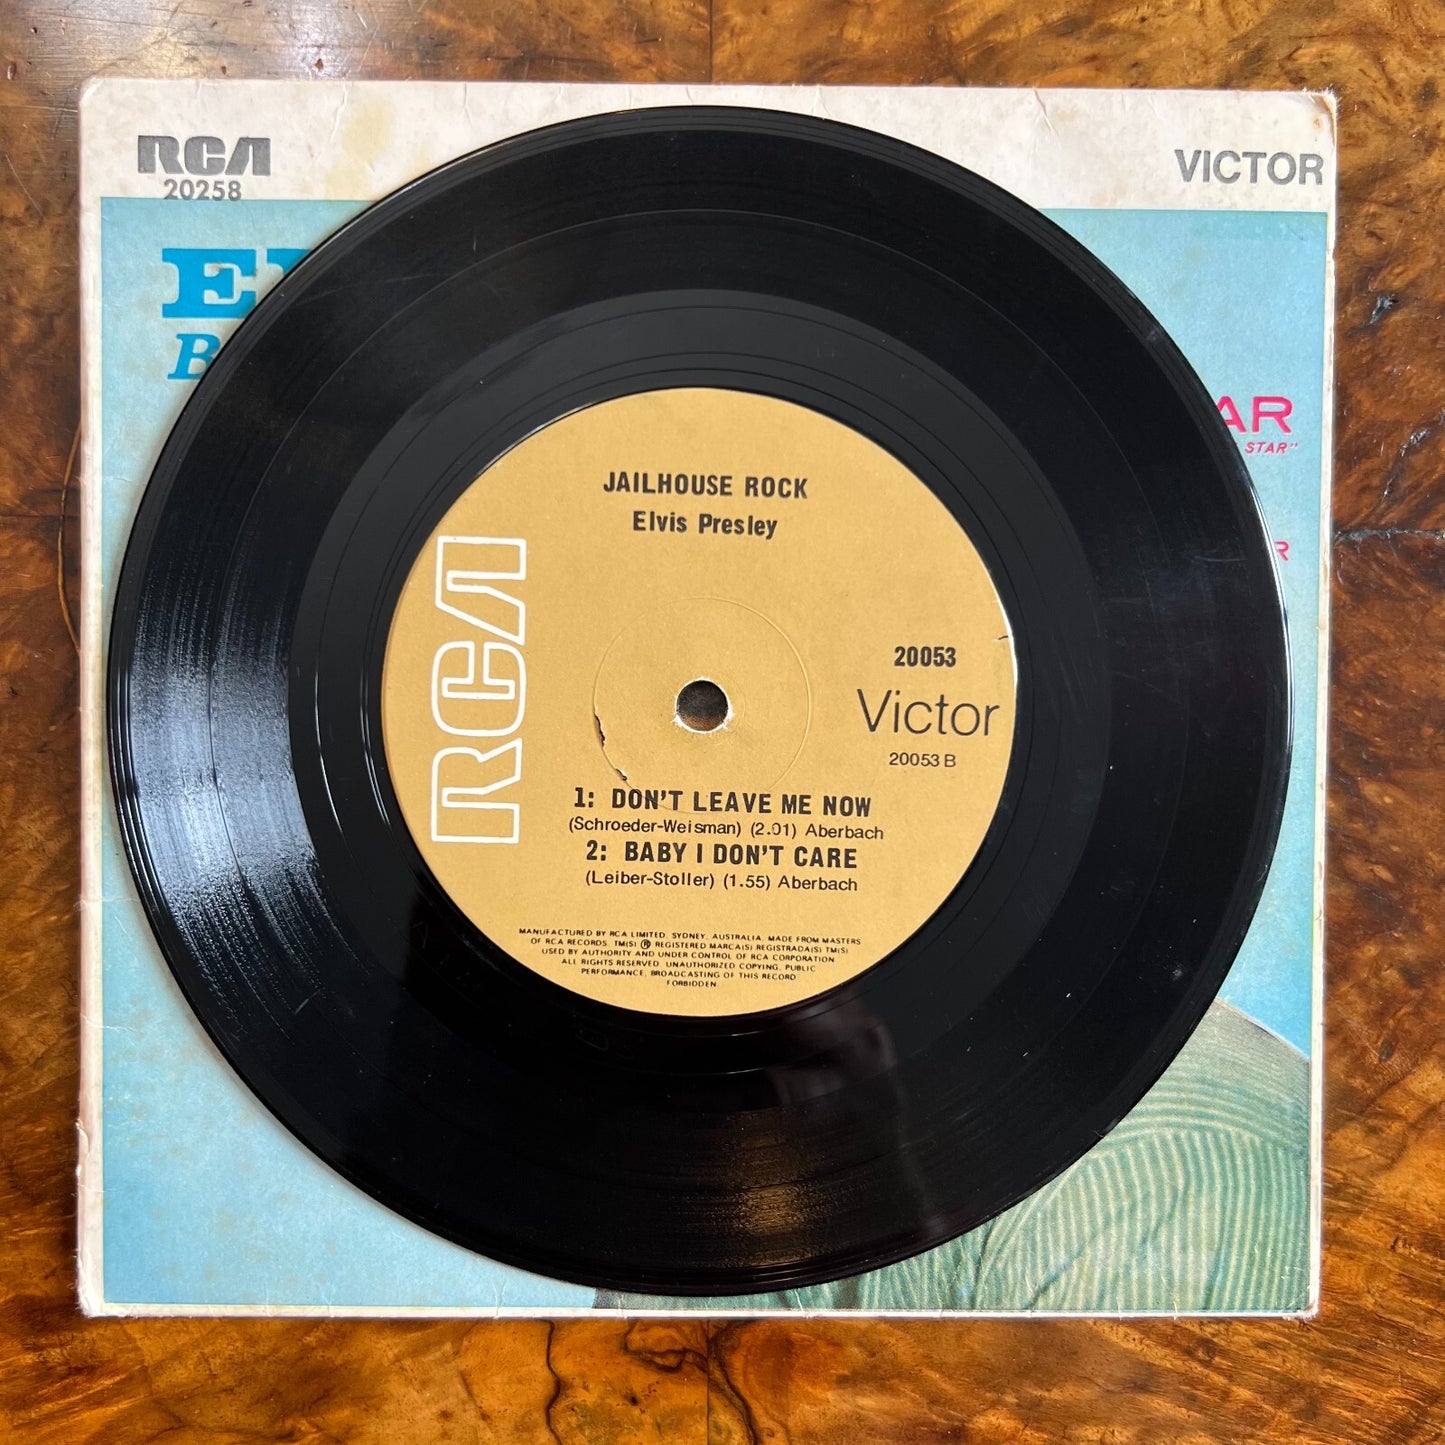 RCA
20258
VICTOR
AR
STAR"
R
JAILHOUSE ROCK
Elvis Presley
RCA
20053
Victor
20053 B
1: DON'T LEAVE ME NOW
(Schroeder-Weisman) (2.01) Aberbach
2: BABY I DON'T CARE
(Leiber-Stoller) (1.55) Aberbach
MANUFACTURED BY RCA LIMITED, SYDNEY, AUSTRALIA. MADE FROM MASTERS
OF RCA RECORDS. TM(S) ® REGISTERED MARCA(S) REGISTRADA(S) TM(S)
USED BY AUTHORITY AND UNDER CONTROL OF RCA CORPORATION
ALL RIGHTS RESERVED. UNAUTHORIZED COPYING, PUBLIC
PERFORMANCE, BROADCASTING OF THIS RECORD
FORBIDDEN